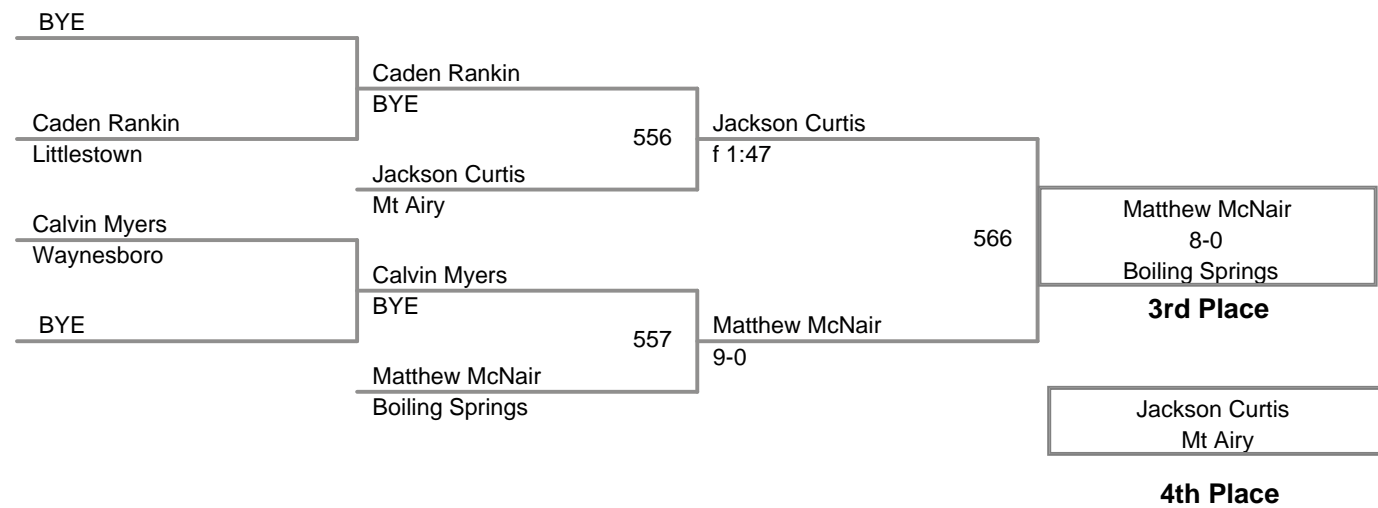 BYE
Caden Rankin
BYE
Caden Rankin
Littlestown
556
Jackson Curtis
f 1:47
Jackson Curtis
Mt Airy
Calvin Myers
Waynesboro
566
Matthew McNair
8-0
Boiling Springs
3rd Place
Calvin Myers
BYE
BYE
557
Matthew McNair
9-0
Matthew McNair
Boiling Springs
Jackson Curtis
Mt Airy
4th Place